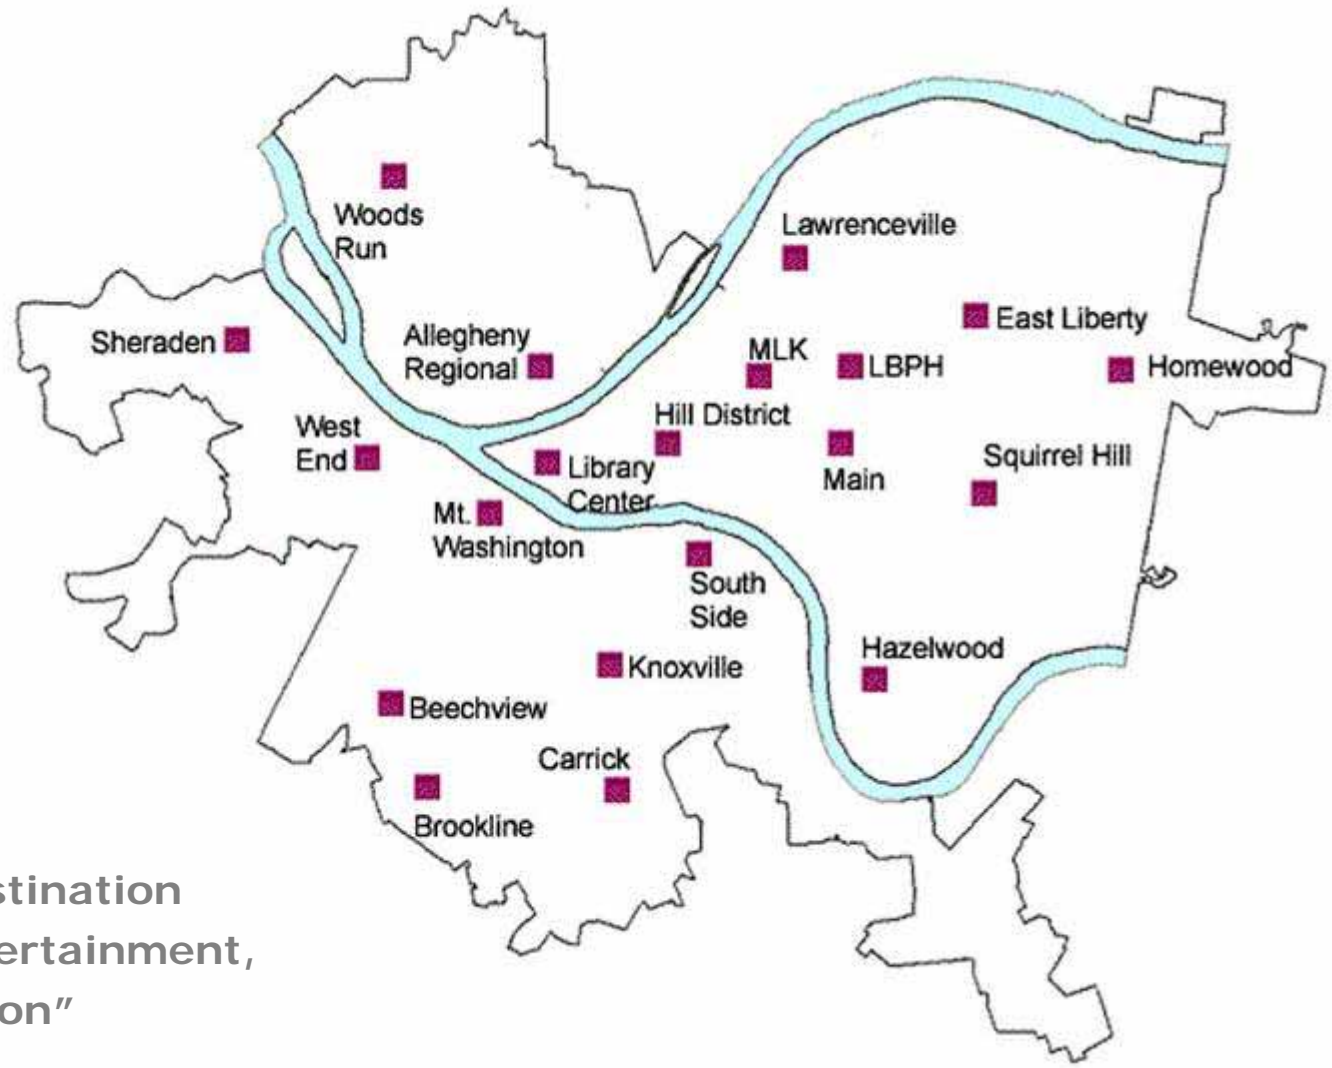 Woods
Run
Lawrenceville
Sheraden
Allegheny
Regional
East Liberty
MLK
LBPH
Homewood
Hill District
West
End
Library
Center
Main
Squirrel Hill
Mt.
Washington
South
Side
Hazelwood
Knoxville
Beechview
Carrick
Brookline
stination
ertainment,
on"